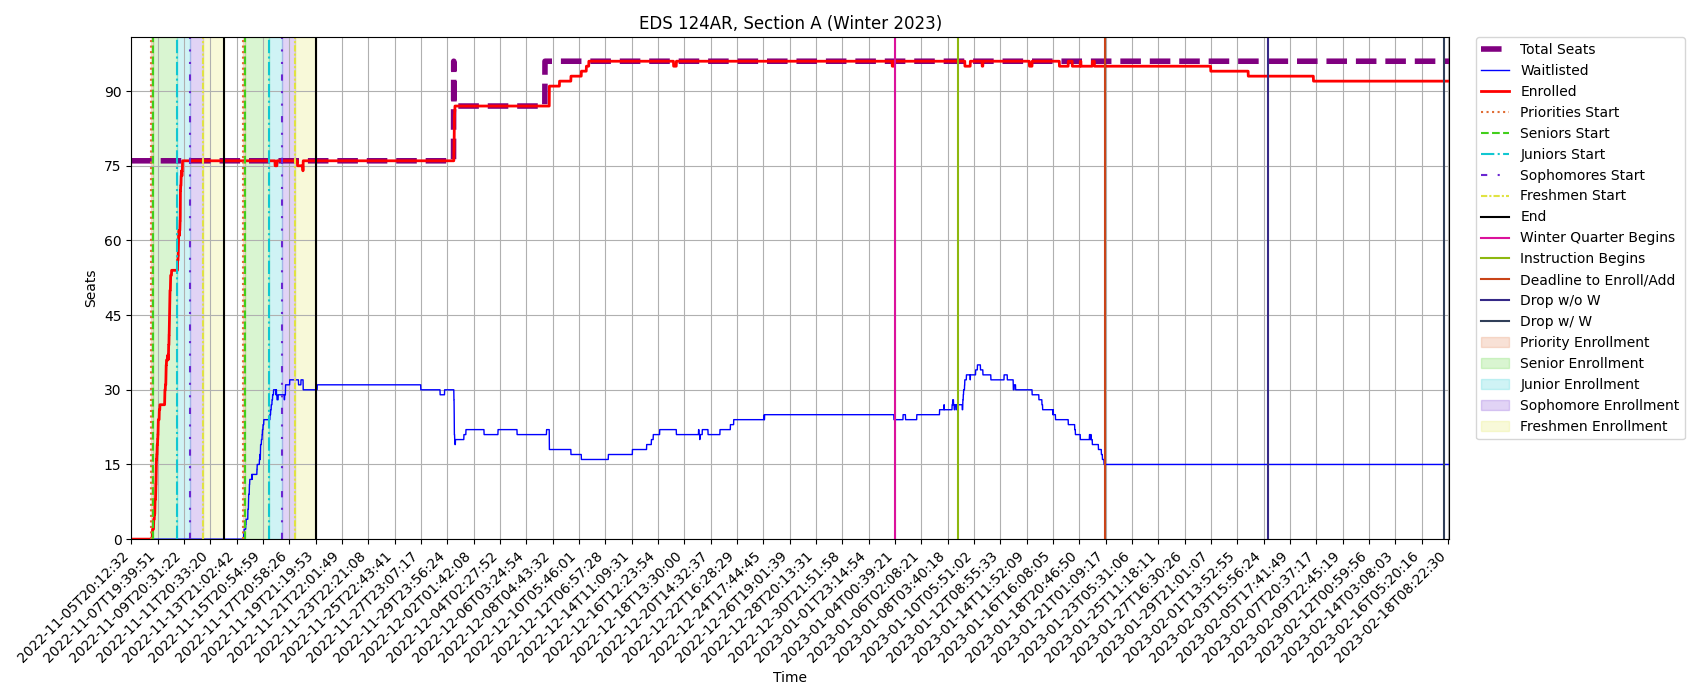 EDS 124AR, Section A (Winter 2023)
Seats
90
75
60
45
30
15
0
2022-11-05T20:12:32
2022-11-07T19:39:51
2022-11-09T20:31:22
2022-11-11T20:33:20
2022-11-13T21:02:42
2022-11-15T20:54:59
2022-11-17T20:58:26
2022-11-19T21:19:53
2022-11-21T22:01:49
2022-11-23T22:21:08
2022-11-25T22:43:41
2022-11-27T23:07:17
2022-11-29T23:56:24
2022-12-02T01:42:08
2022-12-04T02:27:52
2022-12-06T03:24:54
2022-12-08T04:43:32
2022-12-10T05:46:01
2022-12-12T06:57:28
2022-12-14T11:09:31
2022-12-16T12:23:54
2022-12-18T13:30:00
2022-12-20T14:32:37
2022-12-22T16:28:29
2022-12-24T17:44:45
2022-12-26T19:01:39
2022-12-28T20:13:31
2022-12-30T21:51:58
2023-01-01T23:14:54
2023-01-04T00:39:21
2023-01-06T02:08:21
2023-01-08T03:40:18
2023-01-10T05:51:02
2023-01-12T08:55:33
2023-01-14T11:52:09
2023-01-16T16:08:05
2023-01-18T20:46:50
2023-01-21T01:09:17
2023-01-23T05:31:06
2023-01-25T11:18:11
2023-01-27T16:30:26
2023-01-29T21:01:07
2023-02-01T13:52:55
2023-02-03T15:56:24
2023-02-05T17:41:49
2023-02-07T20:37:17
2023-02-09T22:45:19
2023-02-12T00:59:56
2023-02-14T03:08:03
2023-02-16T05:20:16
2023-02-18T08:22:30
Time
Total Seats
Waitlisted
Enrolled
Priorities Start
Seniors Start
Juniors Start
Sophomores Start
Freshmen Start
End
Winter Quarter Begins
Instruction Begins
Deadline to Enroll/Add
Drop w/o W
Drop w/ W
Priority Enrollment
Senior Enrollment
Junior Enrollment
Sophomore Enrollment
Freshmen Enrollment